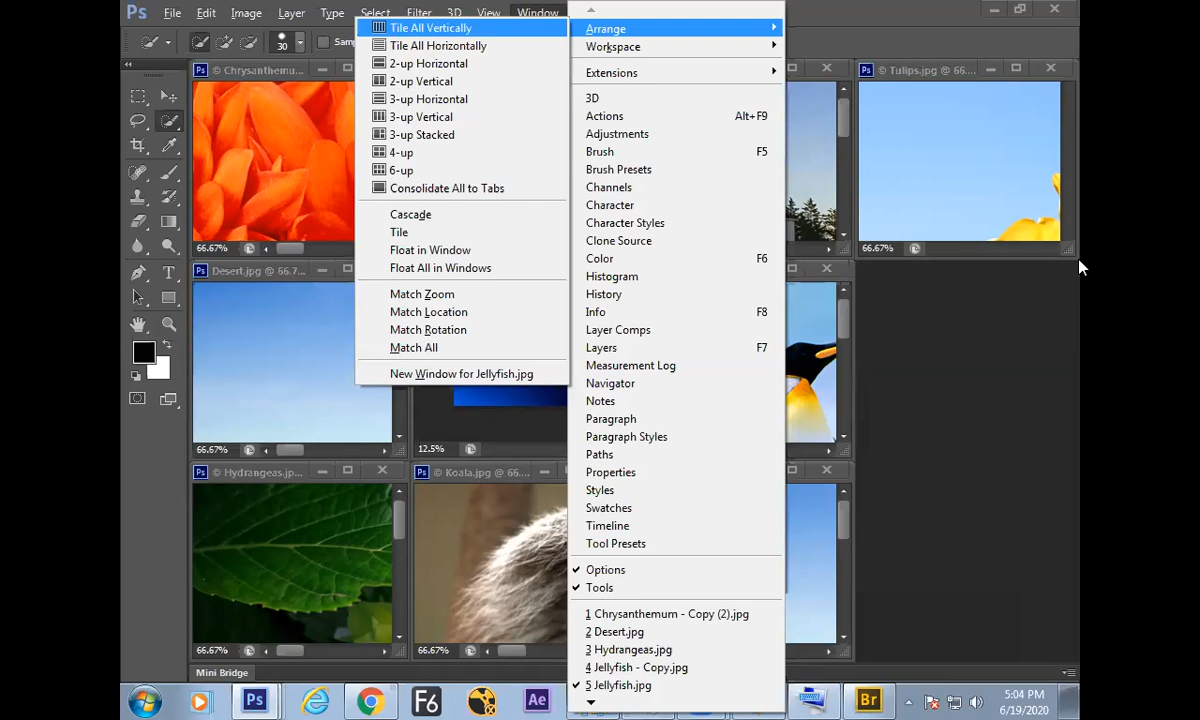 Ps File Edit Image Layer Type Select Filter 3D View Window
Tile All Vertically
Tile All Horizontally
2-up Horizontal
2-up Vertical
3-up Horizontal
3-up Vertical
3-up Stacked
4-up
6-up
Consolidate All to Tabs
Cascade
Tile
Float in Window
Float All in Windows
Match Zoom
Match Location
Match Rotation
Match All
New Window for Jellyfish.jpg
Arrange
Workspace
Extensions
3D
Actions Alt+F9
Adjustments
Brush F5
Brush Presets
Channels
Character
Character Styles
Clone Source
Color F6
Histogram
History
Info F8
Layer Comps
Layers F7
Measurement Log
Navigator
Notes
Paragraph
Paragraph Styles
Paths
Properties
Styles
Swatches
Timeline
Tool Presets
Options
Tools
1 Chrysanthemum - Copy (2).jpg
2 Desert.jpg
3 Hydrangeas.jpg
4 Jellyfish - Copy.jpg
5 Jellyfish.jpg
30
Ps © Chrysanthemu...
66.67%
Ps © Tulips.jpg @ 66....
66.67%
Ps Desert.jpg @ 66.7...
66.67%
12.5%
Ps © Hydrangeas.jp...
66.67%
Ps © Koala.jpg @ 66....
66.67%
Mini Bridge
Ps
F6
Ae
Br
5:04 PM
6/19/2020